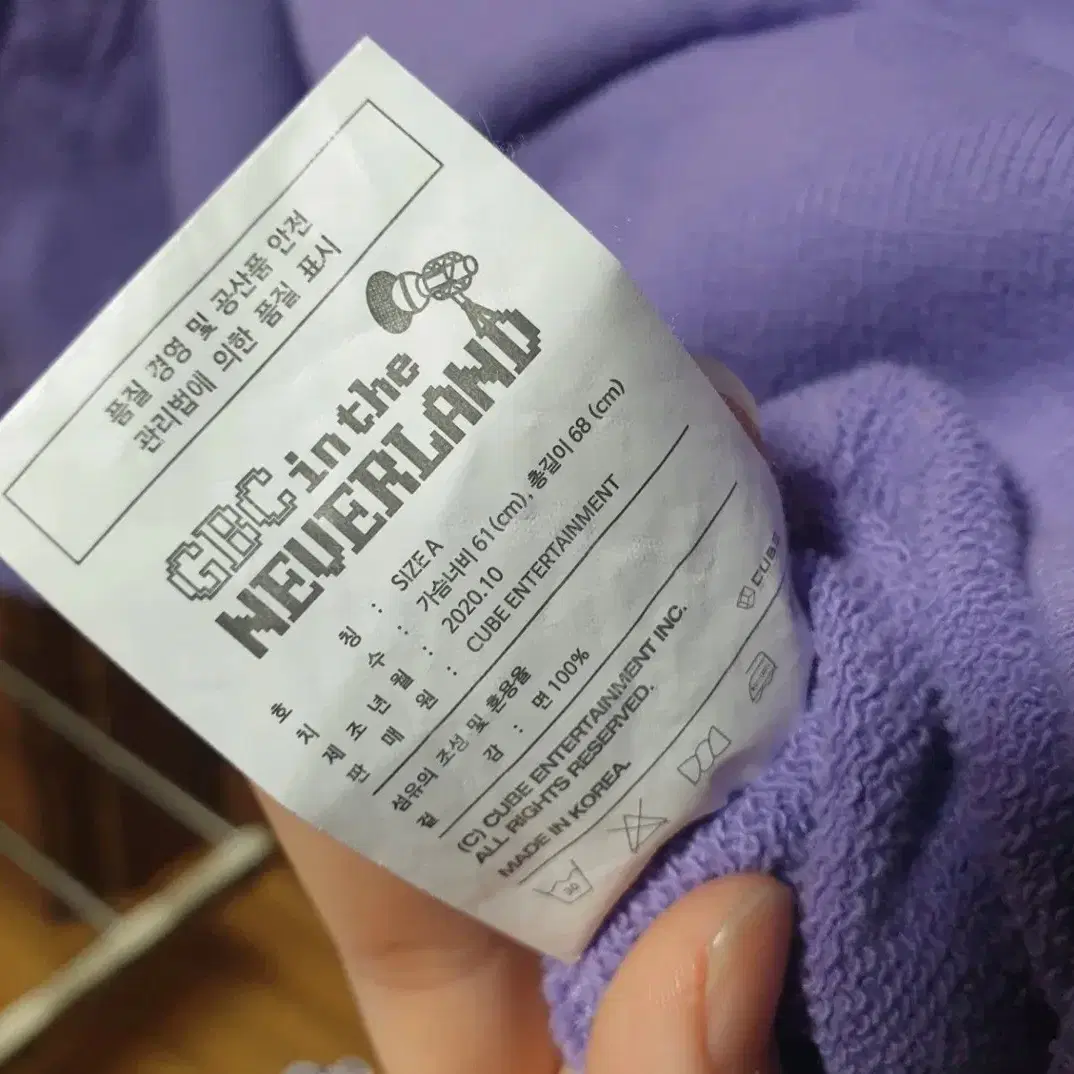 품질 경영 및 공산품 안전
관리법에 의한 품질 표시
GBC in the
NEVERLAND
호 칭 : SIZE A
치 수 : 가슴너비 61(cm), 총길이 68 (cm)
제 조 년 월 : 2020.10
판 매 원 : CUBE ENTERTAINMENT
섬유의 조성 및 혼용율
겉 감 : 면 100%
(C) CUBE ENTERTAINMENT INC.
ALL RIGHTS RESERVED.
MADE IN KOREA.
CUBE
30